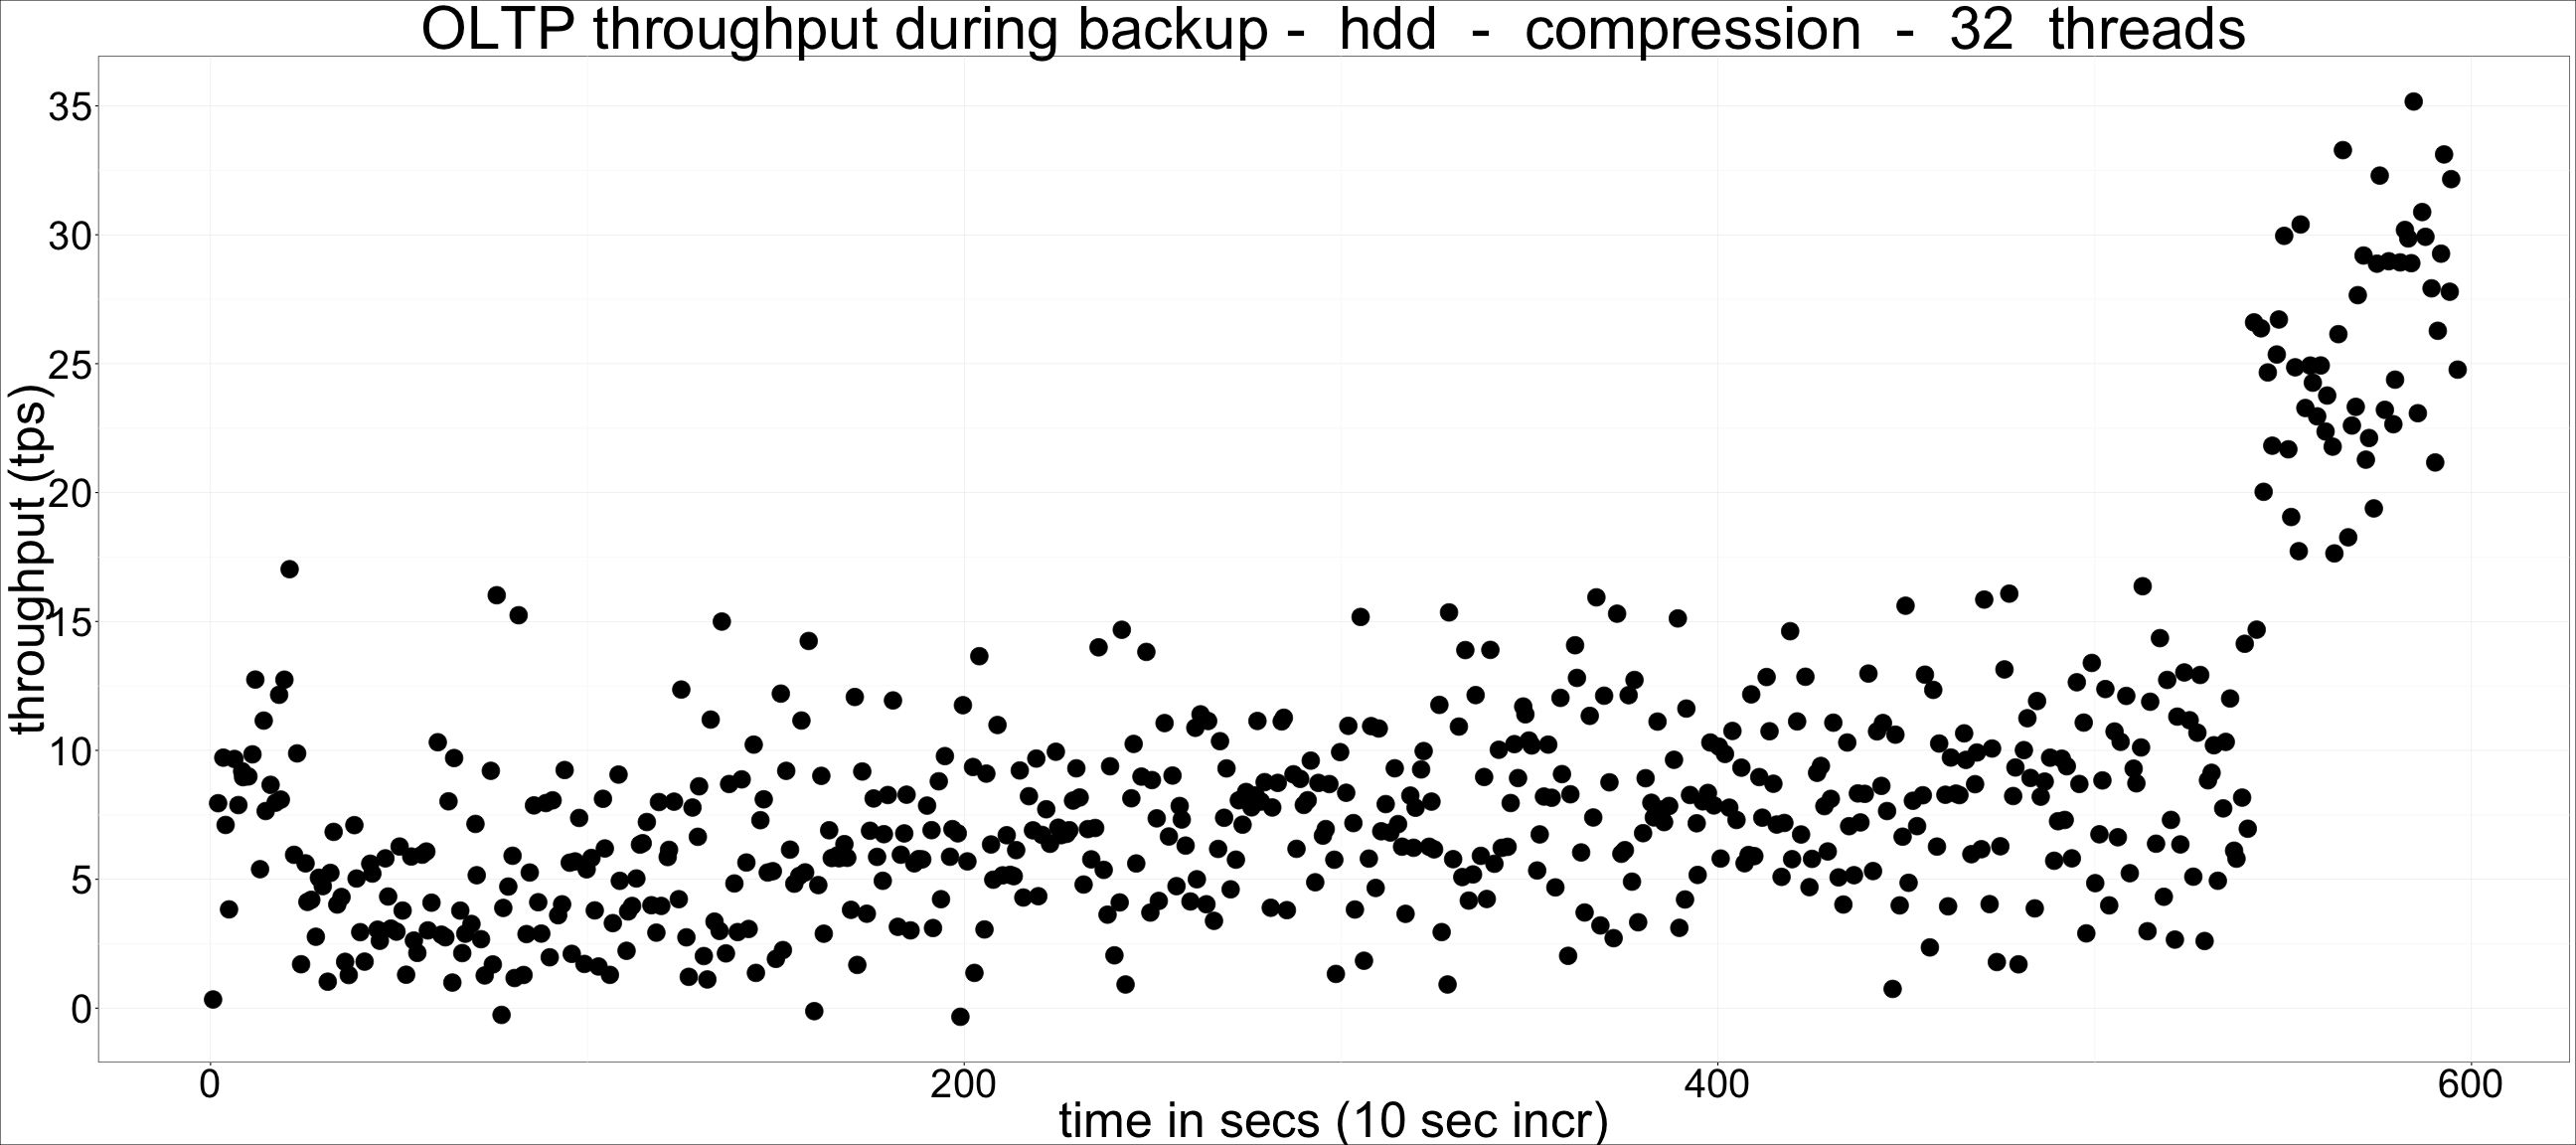 OLTP throughput during backup - hdd - compression - 32 threads
throughput (tps)
35
30
25
20
15
10
5
0
0 200 400 600
time in secs (10 sec incr)